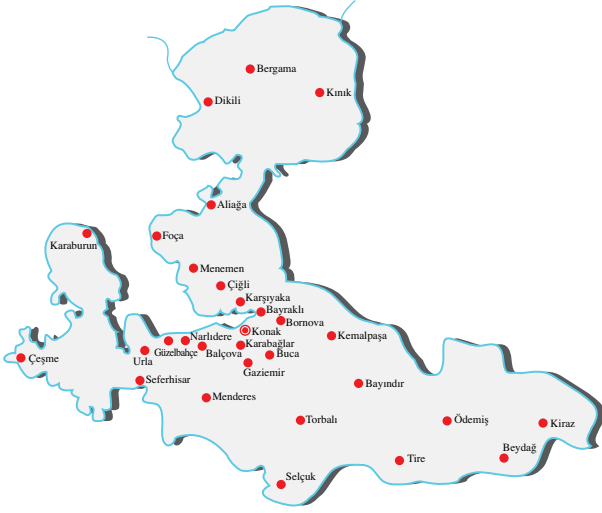 Bergama
Kınık
Dikili
Aliağa
Karaburun
Foça
Menemen
Çiğli
Karşıyaka
Bayraklı
Bornova
Konak
Kemalpaşa
Narlıdere
Karabağlar
Güzelbahçe
Balçova
Buca
Çeşme
Urla
Gaziemir
Seferhisar
Bayındır
Menderes
Torbalı
Ödemiş
Kiraz
Beydağ
Tire
Selçuk